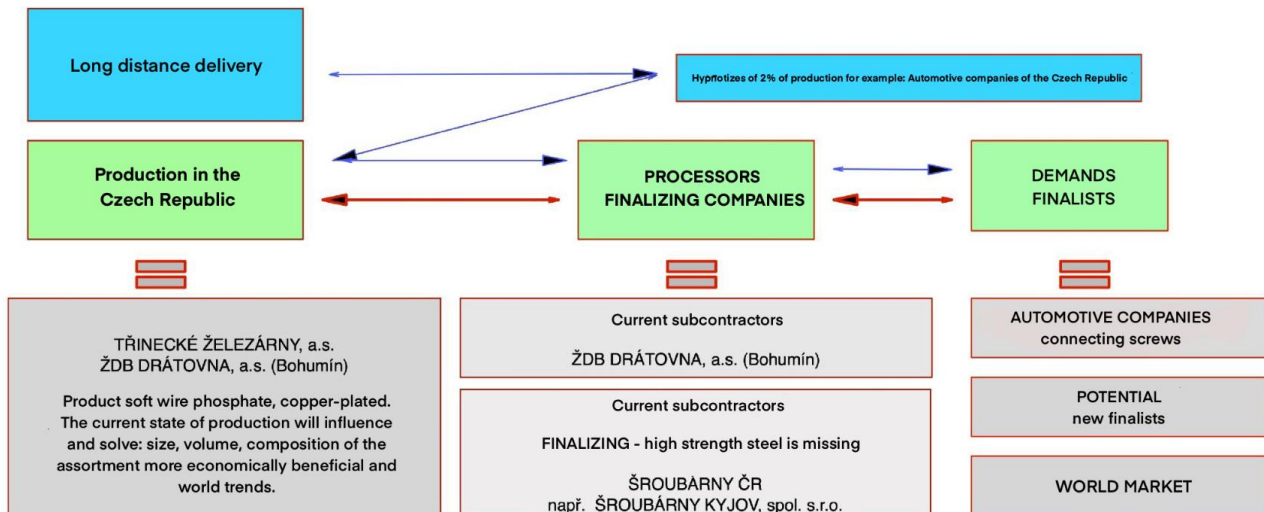 Long distance delivery
Hypnotizes of 2% of production for example: Automotive companies of the Czech Republic
Production in the
Czech Republic
PROCESSORS
FINALIZING COMPANIES
DEMANDS
FINALISTS
TŘINECKÉ ŽELEZÁRNY, a.s.
ŽDB DRÁTOVNA, a.s. (Bohumín)
Product soft wire phosphate, copper-plated.
The current state of production will influence
and solve: size, volume, composition of the
assortment more economically beneficial and
world trends.
Current subcontractors
ŽDB DRÁTOVNA, a.s. (Bohumín)
Current subcontractors
FINALIZING - high strength steel is missing
ŠROUBÁRNY ČR
např. ŠROUBÁRNY KYJOV, spol. s.r.o.
AUTOMOTIVE COMPANIES
connecting screws
POTENTIAL
new finalists
WORLD MARKET